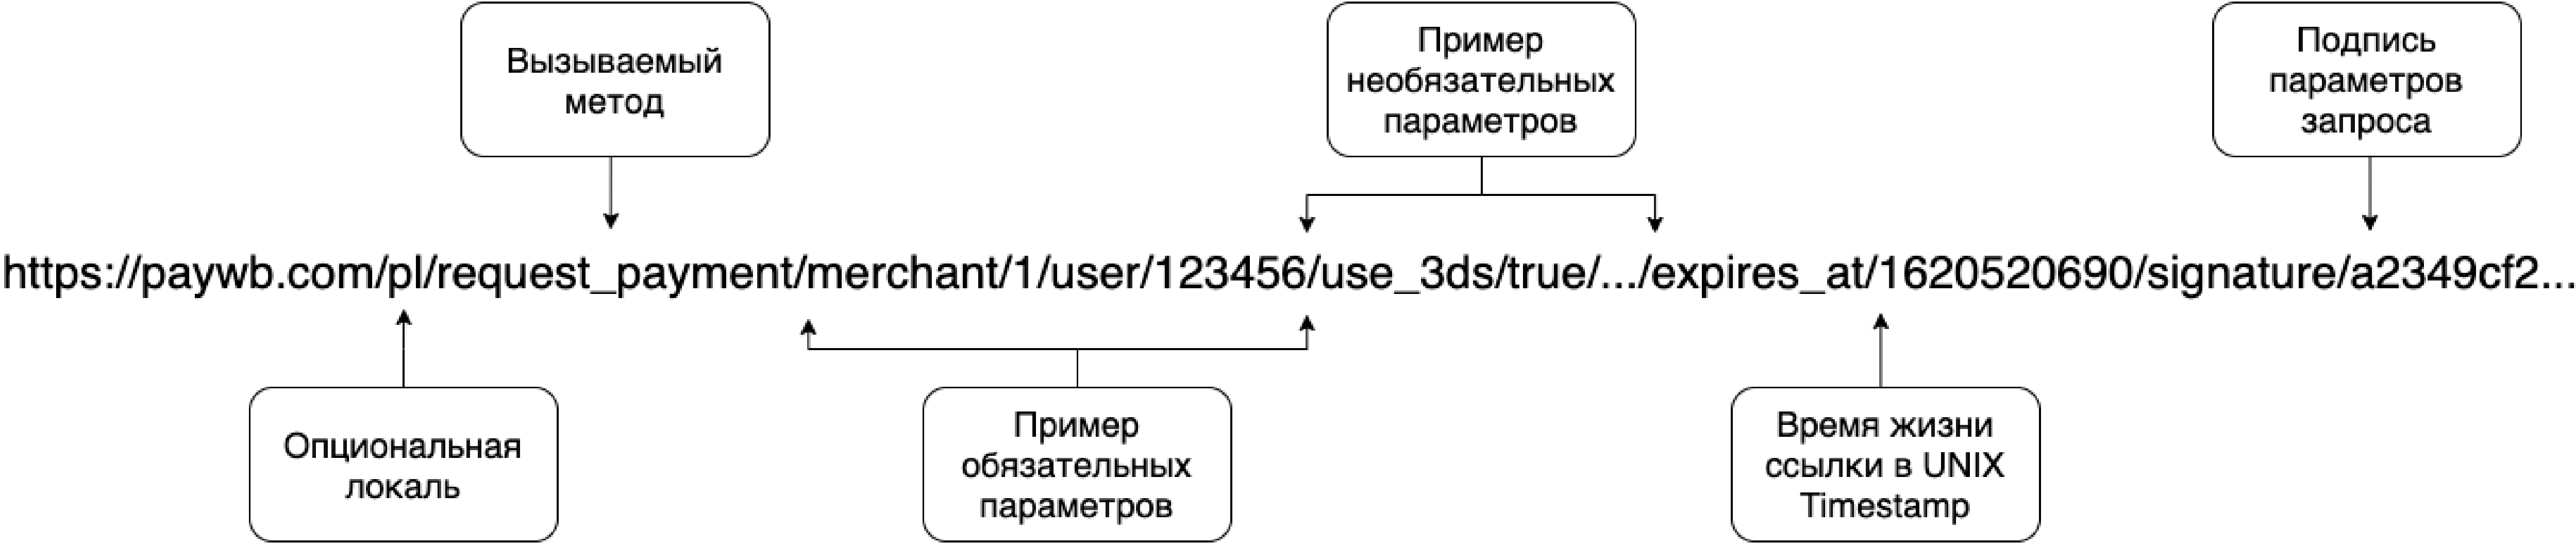 Вызываемый
метод
Пример
необязательных
параметров
Подпись
параметров
запроса
https://paywb.com/pl/request_payment/merchant/1/user/123456/use_3ds/true/.../expires_at/1620520690/signature/a2349cf2...
Опциональная
локаль
Пример
обязательных
параметров
Время жизни
ссылки в UNIX
Timestamp